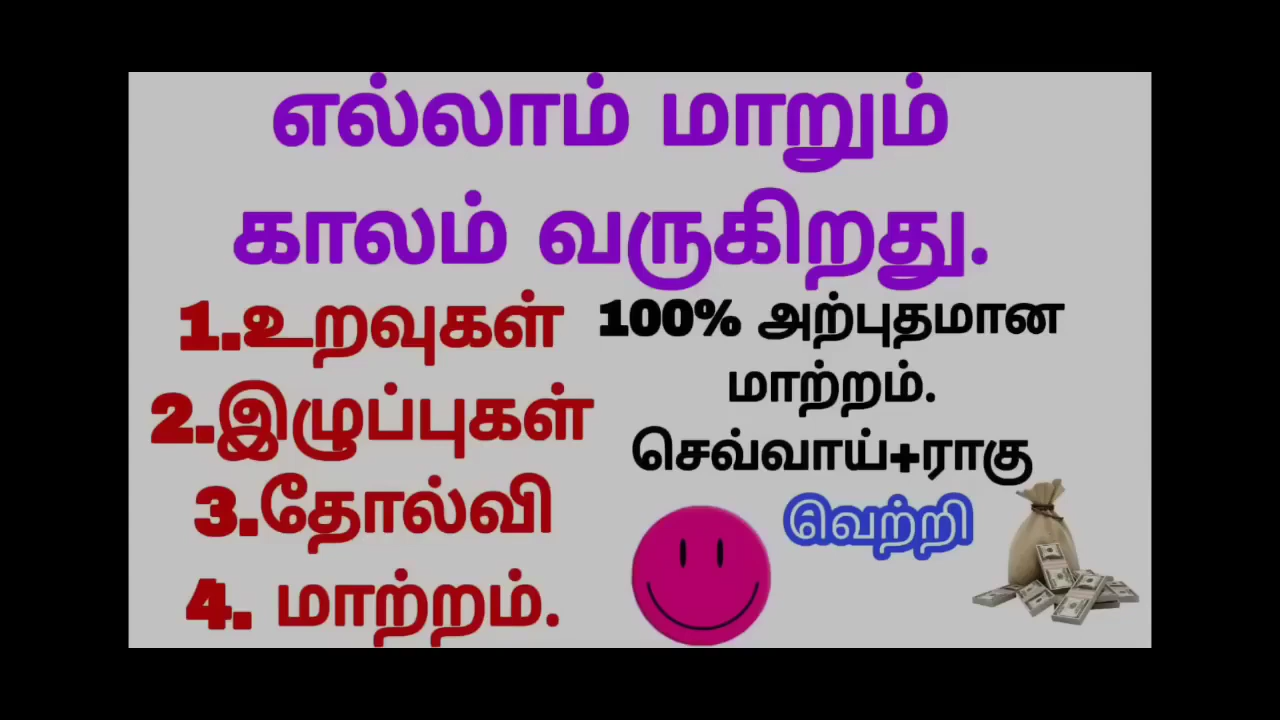 எல்லாம் மாறும்
காலம் வருகிறது.
1.உறவுகள்
2.இழுப்புகள்
3.தோல்வி
4. மாற்றம்.
100% அற்புதமான
மாற்றம்.
செவ்வாய்+ராகு
வெற்றி